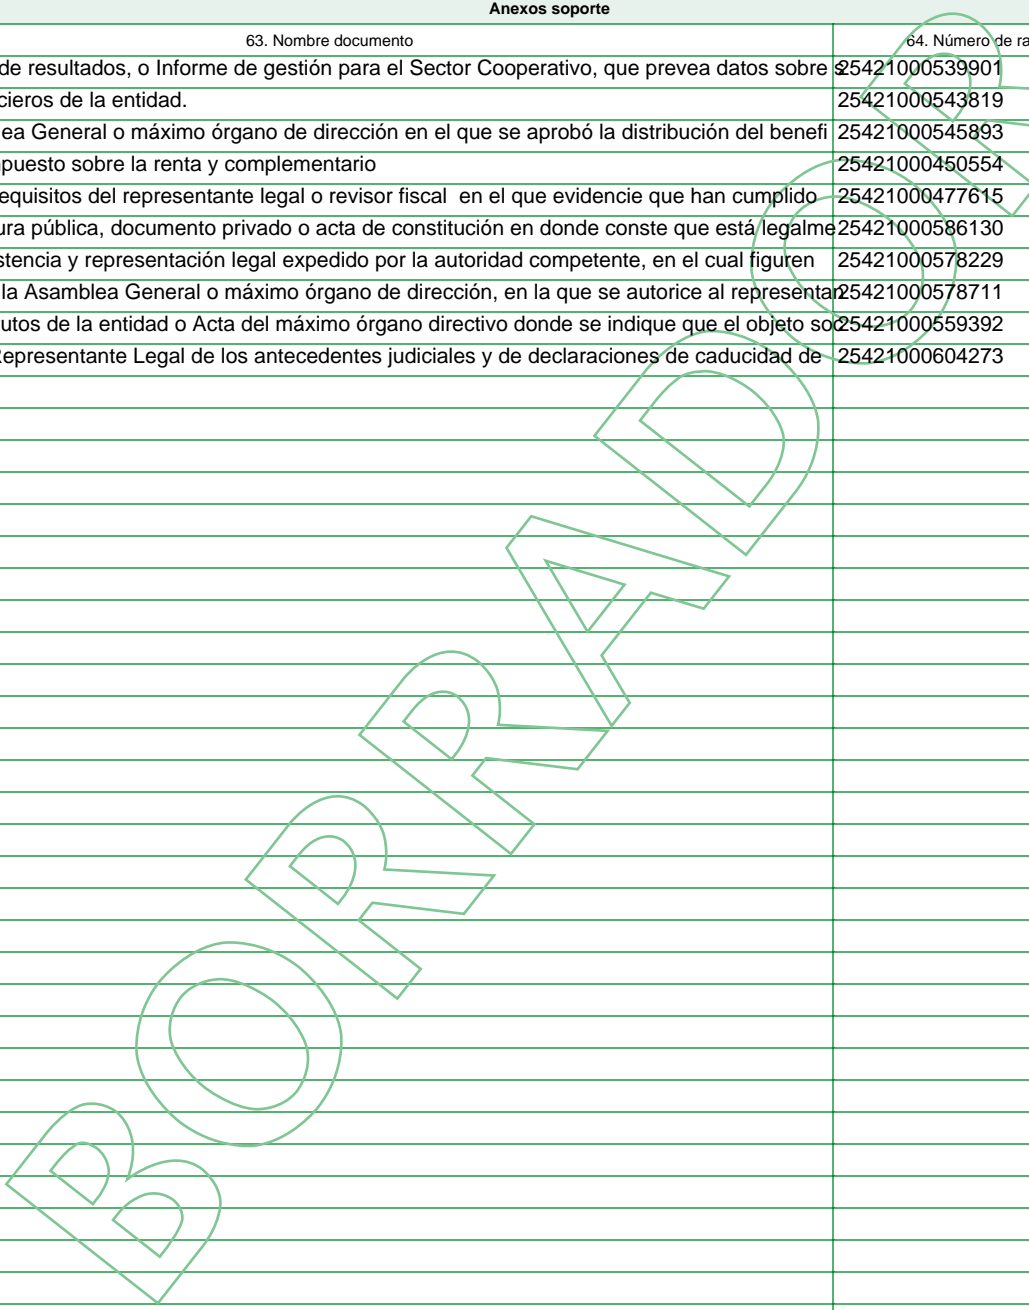 Anexos soporte
63. Nombre documento 64. Número de ra
de resultados, o Informe de gestión para el Sector Cooperativo, que prevea datos sobre s 25421000539901
cieros de la entidad. 25421000543819
ea General o máximo órgano de dirección en el que se aprobó la distribución del benefi 25421000545893
puesto sobre la renta y complementario 25421000450554
equisitos del representante legal o revisor fiscal en el que evidencie que han cumplido 25421000477615
ura pública, documento privado o acta de constitución en donde conste que está legalme 25421000586130
stencia y representación legal expedido por la autoridad competente, en el cual figuren 25421000578229
la Asamblea General o máximo órgano de dirección, en la que se autorice al representan 25421000578711
utos de la entidad o Acta del máximo órgano directivo donde se indique que el objeto soc 25421000559392
Representante Legal de los antecedentes judiciales y de declaraciones de caducidad de 25421000604273
BORRADOR